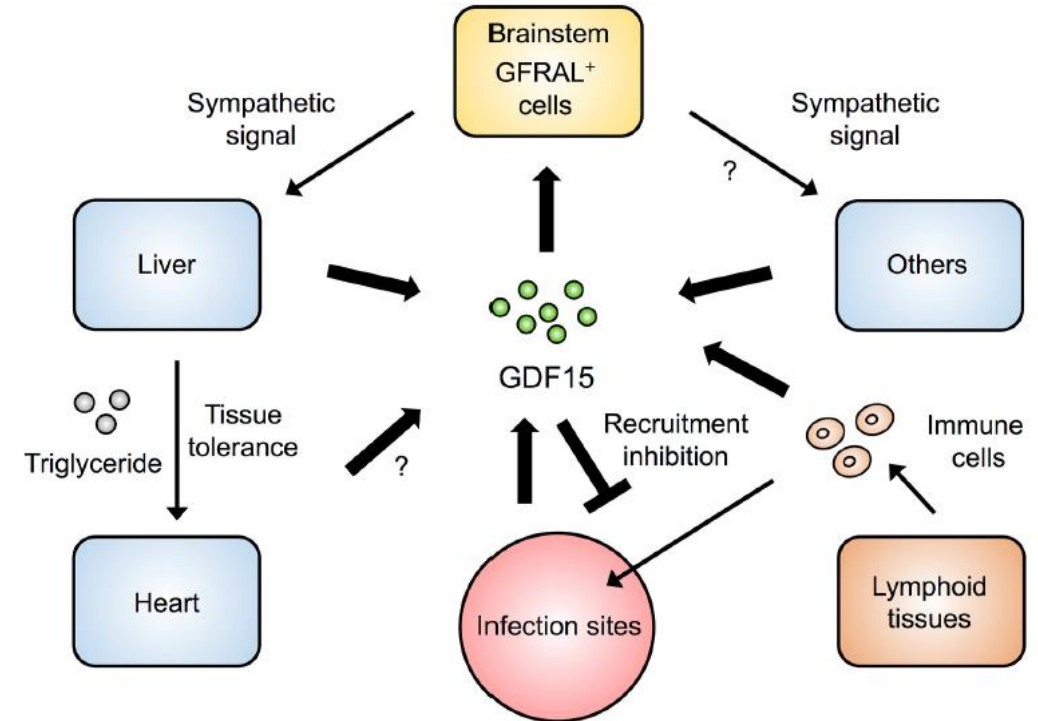 Brainstem
GFRAL⁺
cells
Sympathetic
signal
Sympathetic
signal
?
Liver
Others
GDF15
Triglyceride
Tissue
tolerance
?
Recruitment
inhibition
Immune
cells
Heart
Infection sites
Lymphoid
tissues